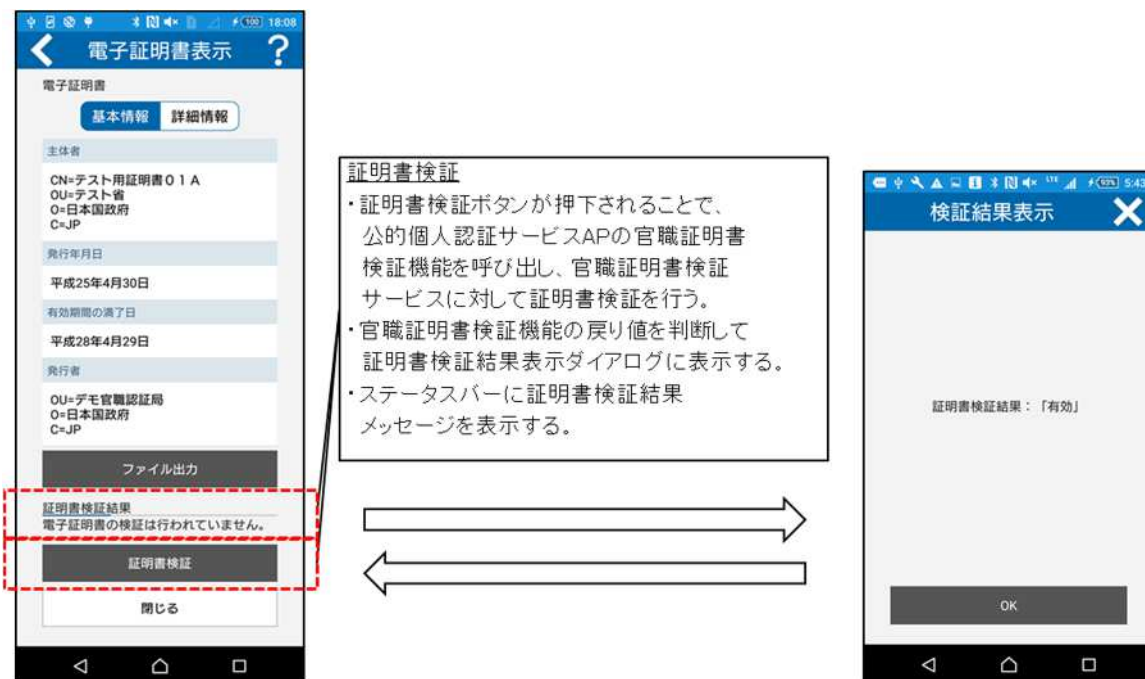 100 18:08
電子証明書表示 ?
電子証明書
基本情報 詳細情報
主体者
CN=テスト用証明書０１A
OU=テスト省
O=日本国政府
C=JP
発行年月日
平成25年4月30日
有効期間の満了日
平成28年4月29日
発行者
OU=デモ官職認証局
O=日本国政府
C=JP
ファイル出力
証明書検証結果
電子証明書の検証は行われていません。
証明書検証
閉じる
証明書検証
・証明書検証ボタンが押下されることで、
公的個人認証サービスAPの官職証明書
検証機能を呼び出し、官職証明書検証
サービスに対して証明書検証を行う。
・官職証明書検証機能の戻り値を判断して
証明書検証結果表示ダイアログに表示する。
・ステータスバーに証明書検証結果
メッセージを表示する。
LTE 93% 5:43
検証結果表示
証明書検証結果：「有効」
OK